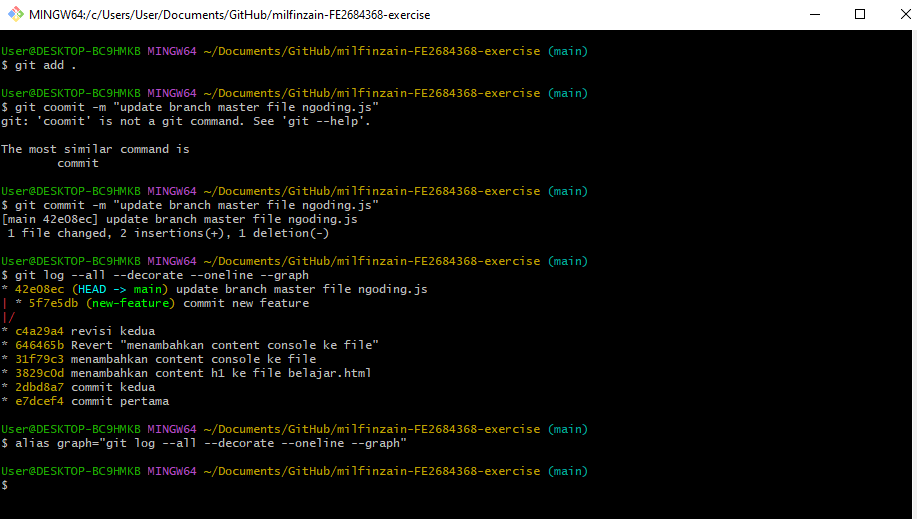 MINGW64:/c/Users/User/Documents/GitHub/milfinzain-FE2684368-exercise
User@DESKTOP-BC9HMKB MINGW64 ~/Documents/GitHub/milfinzain-FE2684368-exercise (main)
$ git add .
User@DESKTOP-BC9HMKB MINGW64 ~/Documents/GitHub/milfinzain-FE2684368-exercise (main)
$ git coomit -m "update branch master file ngoding.js"
git: 'coomit' is not a git command. See 'git --help'.
The most similar command is
commit
User@DESKTOP-BC9HMKB MINGW64 ~/Documents/GitHub/milfinzain-FE2684368-exercise (main)
$ git commit -m "update branch master file ngoding.js"
[main 42e08ec] update branch master file ngoding.js
1 file changed, 2 insertions(+), 1 deletion(-)
User@DESKTOP-BC9HMKB MINGW64 ~/Documents/GitHub/milfinzain-FE2684368-exercise (main)
$ git log --all --decorate --oneline --graph
* 42e08ec (HEAD -> main) update branch master file ngoding.js
| * 5f7e5db (new-feature) commit new feature
|/
* c4a29a4 revisi kedua
* 646465b Revert "menambahkan content console ke file"
* 31f79c3 menambahkan content console ke file
* 3829c0d menambahkan content h1 ke file belajar.html
* 2dbd8a7 commit kedua
* e7dcef4 commit pertama
User@DESKTOP-BC9HMKB MINGW64 ~/Documents/GitHub/milfinzain-FE2684368-exercise (main)
$ alias graph="git log --all --decorate --oneline --graph"
User@DESKTOP-BC9HMKB MINGW64 ~/Documents/GitHub/milfinzain-FE2684368-exercise (main)
$